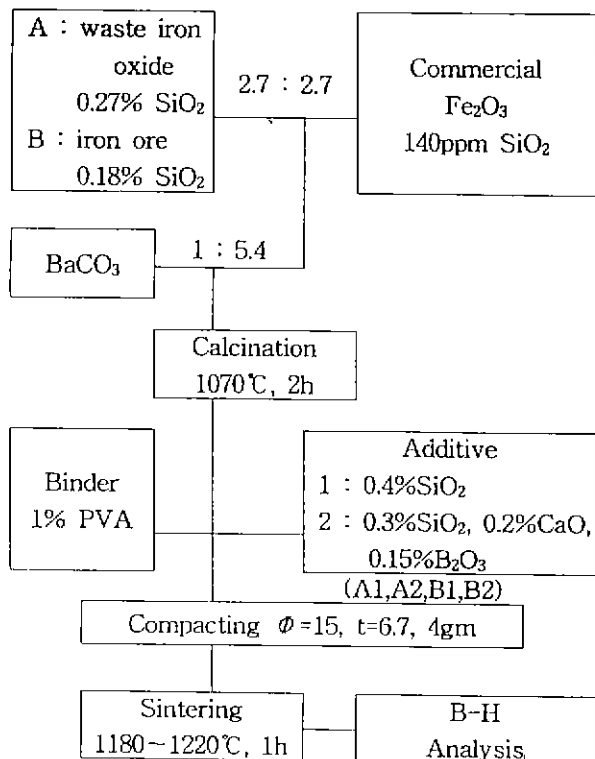 A : waste iron
oxide
0.27% SiO₂
B : iron ore
0.18% SiO₂
2.7 : 2.7
Commercial
Fe₂O₃
140ppm SiO₂
BaCO₃
1 : 5.4
Calcination
1070℃, 2h
Binder
1% PVA
Additive
1 : 0.4%SiO₂
2 : 0.3%SiO₂, 0.2%CaO,
0.15%B₂O₃
(A1,A2,B1,B2)
Compacting Φ=15, t=6.7, 4gm
Sintering
1180~1220℃, 1h
B-H
Analysis